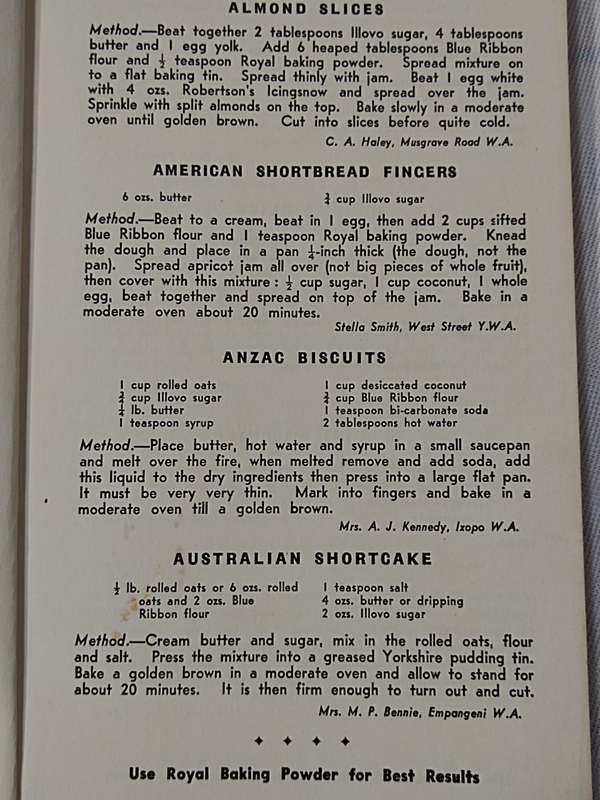 ALMOND SLICES
Method.—Beat together 2 tablespoons Illovo sugar, 4 tablespoons
butter and 1 egg yolk. Add 6 heaped tablespoons Blue Ribbon
flour and ½ teaspoon Royal baking powder. Spread mixture on
to a flat baking tin. Spread thinly with jam. Beat 1 egg white
with 4 ozs. Robertson's Icingsnow and spread over the jam.
Sprinkle with split almonds on the top. Bake slowly in a moderate
oven until golden brown. Cut into slices before quite cold.
C. A. Haley, Musgrave Road W.A.
AMERICAN SHORTBREAD FINGERS
6 ozs. butter ¾ cup Illovo sugar
Method.—Beat to a cream, beat in 1 egg, then add 2 cups sifted
Blue Ribbon flour and 1 teaspoon Royal baking powder. Knead
the dough and place in a pan ¼-inch thick (the dough, not the
pan). Spread apricot jam all over (not big pieces of whole fruit),
then cover with this mixture : ½ cup sugar, 1 cup coconut, 1 whole
egg, beat together and spread on top of the jam. Bake in a
moderate oven about 20 minutes.
Stella Smith, West Street Y.W.A.
ANZAC BISCUITS
1 cup rolled oats 1 cup desiccated coconut
¾ cup Illovo sugar ¾ cup Blue Ribbon flour
¼ lb. butter 1 teaspoon bi-carbonate soda
1 teaspoon syrup 2 tablespoons hot water
Method.—Place butter, hot water and syrup in a small saucepan
and melt over the fire, when melted remove and add soda, add
this liquid to the dry ingredients then press into a large flat pan.
It must be very very thin. Mark into fingers and bake in a
moderate oven till a golden brown.
Mrs. A. J. Kennedy, Ixopo W.A.
AUSTRALIAN SHORTCAKE
½ lb. rolled oats or 6 ozs. rolled 1 teaspoon salt
oats and 2 ozs. Blue 4 ozs. butter or dripping
Ribbon flour 2 ozs. Illovo sugar
Method.—Cream butter and sugar, mix in the rolled oats, flour
and salt. Press the mixture into a greased Yorkshire pudding tin.
Bake a golden brown in a moderate oven and allow to stand for
about 20 minutes. It is then firm enough to turn out and cut.
Mrs. M. P. Bennie, Empangeni W.A.
Use Royal Baking Powder for Best Results